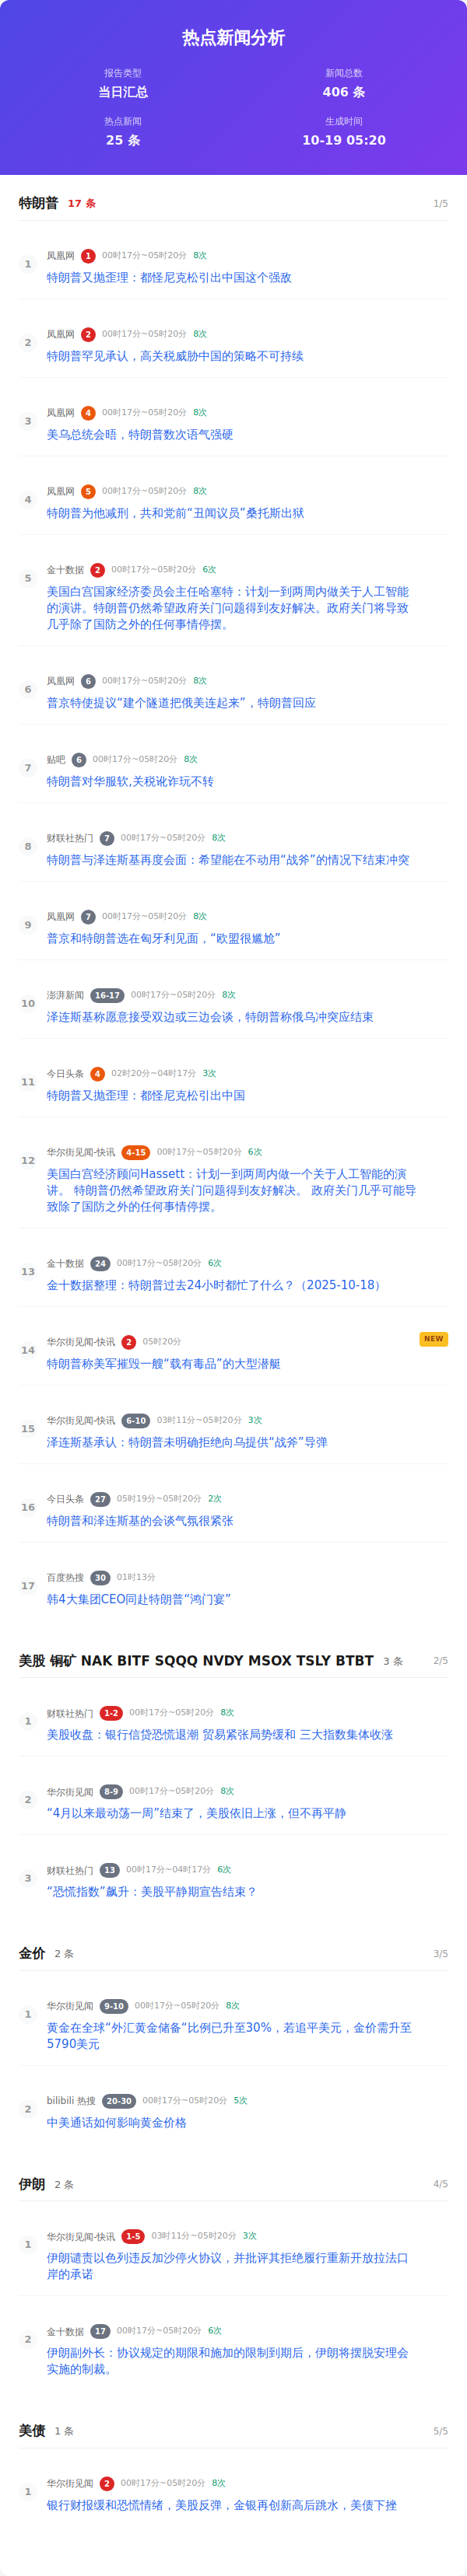 热点新闻分析
报告类型
当日汇总
新闻总数
406 条
热点新闻
25 条
生成时间
10-19 05:20
特朗普 17 条 1/5
1
凤凰网 1 00时17分~05时20分 8次
特朗普又抛歪理：都怪尼克松引出中国这个强敌
2
凤凰网 2 00时17分~05时20分 8次
特朗普罕见承认，高关税威胁中国的策略不可持续
3
凤凰网 4 00时17分~05时20分 8次
美乌总统会晤，特朗普数次语气强硬
4
凤凰网 5 00时17分~05时20分 8次
特朗普为他减刑，共和党前“丑闻议员”桑托斯出狱
5
金十数据 2 00时17分~05时20分 6次
美国白宫国家经济委员会主任哈塞特：计划一到两周内做关于人工智能
的演讲。特朗普仍然希望政府关门问题得到友好解决。政府关门将导致
几乎除了国防之外的任何事情停摆。
6
凤凰网 6 00时17分~05时20分 8次
普京特使提议“建个隧道把俄美连起来”，特朗普回应
7
贴吧 6 00时17分~05时20分 8次
特朗普对华服软,关税讹诈玩不转
8
财联社热门 7 00时17分~05时20分 8次
特朗普与泽连斯基再度会面：希望能在不动用“战斧”的情况下结束冲突
9
凤凰网 7 00时17分~05时20分 8次
普京和特朗普选在匈牙利见面，“欧盟很尴尬”
10
澎湃新闻 16-17 00时17分~05时20分 8次
泽连斯基称愿意接受双边或三边会谈，特朗普称俄乌冲突应结束
11
今日头条 4 02时20分~04时17分 3次
特朗普又抛歪理：都怪尼克松引出中国
12
华尔街见闻-快讯 4-15 00时17分~05时20分 6次
美国白宫经济顾问Hassett：计划一到两周内做一个关于人工智能的演
讲。 特朗普仍然希望政府关门问题得到友好解决。 政府关门几乎可能导
致除了国防之外的任何事情停摆。
13
金十数据 24 00时17分~05时20分 6次
金十数据整理：特朗普过去24小时都忙了什么？（2025-10-18）
14
华尔街见闻-快讯 2 05时20分 NEW
特朗普称美军摧毁一艘“载有毒品”的大型潜艇
15
华尔街见闻-快讯 6-10 03时11分~05时20分 3次
泽连斯基承认：特朗普未明确拒绝向乌提供“战斧”导弹
16
今日头条 27 05时19分~05时20分 2次
特朗普和泽连斯基的会谈气氛很紧张
17
百度热搜 30 01时13分
韩4大集团CEO同赴特朗普“鸿门宴”
美股 铜矿 NAK BITF SQQQ NVDY MSOX TSLY BTBT 3 条 2/5
1
财联社热门 1-2 00时17分~05时20分 8次
美股收盘：银行信贷恐慌退潮 贸易紧张局势缓和 三大指数集体收涨
2
华尔街见闻 8-9 00时17分~05时20分 8次
“4月以来最动荡一周”结束了，美股依旧上涨，但不再平静
3
财联社热门 13 00时17分~04时17分 6次
“恐慌指数”飙升：美股平静期宣告结束？
金价 2 条 3/5
1
华尔街见闻 9-10 00时17分~05时20分 8次
黄金在全球“外汇黄金储备“比例已升至30%，若追平美元，金价需升至
5790美元
2
bilibili 热搜 20-30 00时17分~05时20分 5次
中美通话如何影响黄金价格
伊朗 2 条 4/5
1
华尔街见闻-快讯 1-5 03时11分~05时20分 3次
伊朗谴责以色列违反加沙停火协议，并批评其拒绝履行重新开放拉法口
岸的承诺
2
金十数据 17 00时17分~05时20分 6次
伊朗副外长：协议规定的期限和施加的限制到期后，伊朗将摆脱安理会
实施的制裁。
美债 1 条 5/5
1
华尔街见闻 2 00时17分~05时20分 8次
银行财报缓和恐慌情绪，美股反弹，金银再创新高后跳水，美债下挫